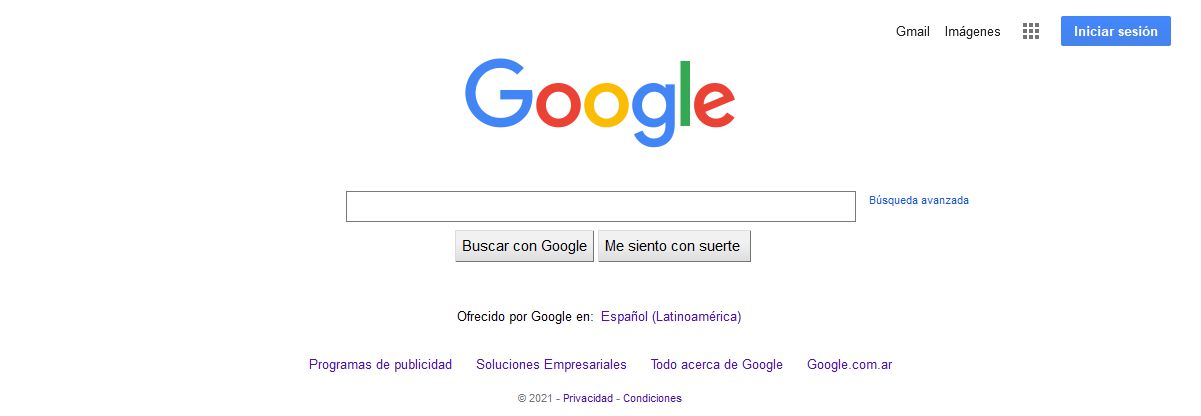 Gmail Imágenes Iniciar sesión
Google
Búsqueda avanzada
Buscar con Google Me siento con suerte
Ofrecido por Google en: Español (Latinoamérica)
Programas de publicidad Soluciones Empresariales Todo acerca de Google Google.com.ar
© 2021 - Privacidad - Condiciones